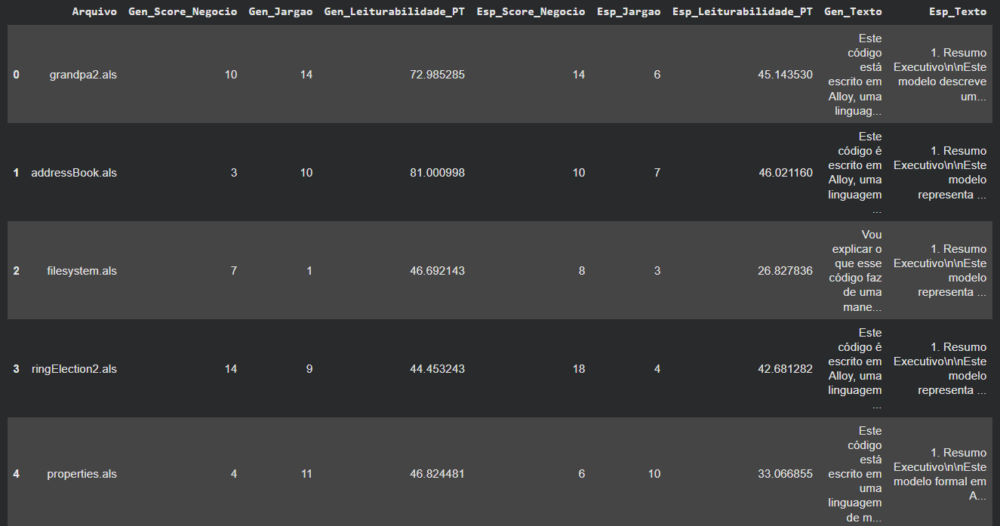 Arquivo Gen_Score_Negocio Gen_Jargao Gen_Leiturabilidade_PT Esp_Score_Negocio Esp_Jargao Esp_Leiturabilidade_PT Gen_Texto Esp_Texto
0 grandpa2.als 10 14 72.985285 14 6 45.143530
Este
código
está
escrito em
Alloy, uma
linguag...
1. Resumo
Executivo\n\nEste
modelo descreve
um...
1 addressBook.als 3 10 81.000998 10 7 46.021160
Este
código é
escrito em
Alloy, uma
linguagem
...
1. Resumo
Executivo\n\nEste
modelo
representa ...
2 filesystem.als 7 1 46.692143 8 3 26.827836
Vou
explicar o
que esse
código faz
de uma
mane...
1. Resumo
Executivo\n\nEste
modelo
representa ...
3 ringElection2.als 14 9 44.453243 18 4 42.681282
Este
código é
escrito em
Alloy, uma
linguagem
...
1. Resumo
Executivo\n\nEste
modelo
representa ...
4 properties.als 4 11 46.824481 6 10 33.066855
Este
código
está
escrito em
uma
linguagem
de m...
1. Resumo
Executivo\n\nEste
modelo formal em
A...